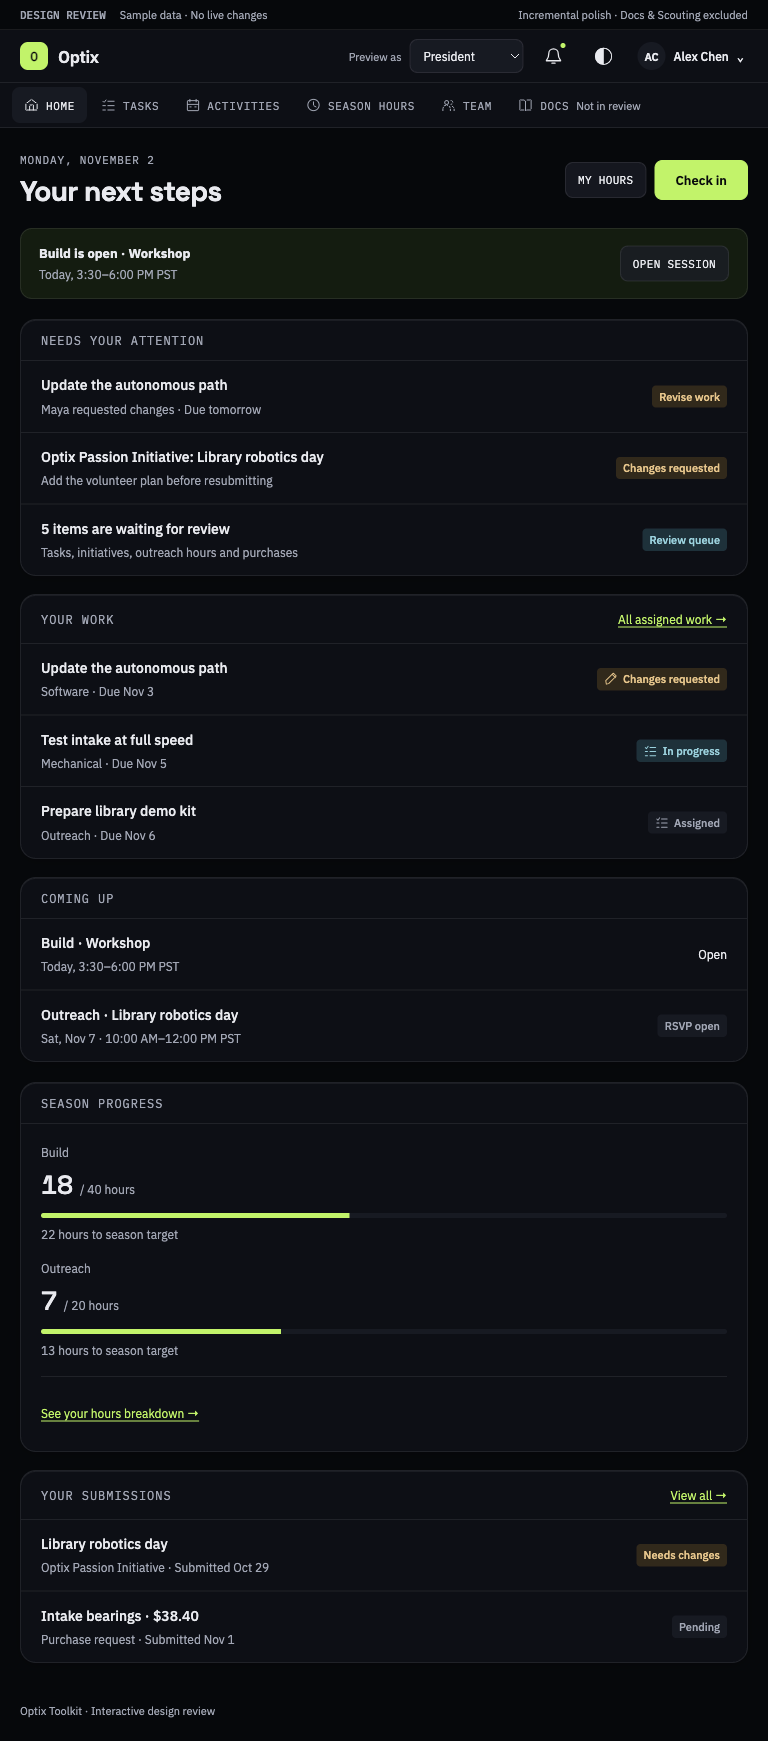 DESIGN REVIEW Sample data · No live changes Incremental polish · Docs & Scouting excluded
O Optix Preview as President AC Alex Chen
HOME TASKS ACTIVITIES SEASON HOURS TEAM DOCS Not in review
MONDAY, NOVEMBER 2
Your next steps
MY HOURS Check in
Build is open · Workshop
Today, 3:30–6:00 PM PST
OPEN SESSION
NEEDS YOUR ATTENTION
Update the autonomous path
Maya requested changes · Due tomorrow
Revise work
Optix Passion Initiative: Library robotics day
Add the volunteer plan before resubmitting
Changes requested
5 items are waiting for review
Tasks, initiatives, outreach hours and purchases
Review queue
YOUR WORK All assigned work →
Update the autonomous path
Software · Due Nov 3
Changes requested
Test intake at full speed
Mechanical · Due Nov 5
In progress
Prepare library demo kit
Outreach · Due Nov 6
Assigned
COMING UP
Build · Workshop
Today, 3:30–6:00 PM PST
Open
Outreach · Library robotics day
Sat, Nov 7 · 10:00 AM–12:00 PM PST
RSVP open
SEASON PROGRESS
Build
18 / 40 hours
22 hours to season target
Outreach
7 / 20 hours
13 hours to season target
See your hours breakdown →
YOUR SUBMISSIONS View all →
Library robotics day
Optix Passion Initiative · Submitted Oct 29
Needs changes
Intake bearings · $38.40
Purchase request · Submitted Nov 1
Pending
Optix Toolkit · Interactive design review